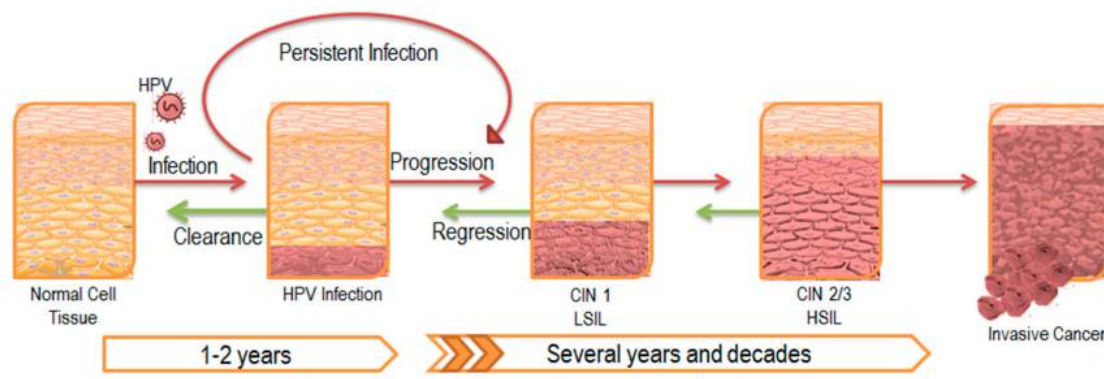 Persistent Infection
HPV
Infection
Clearance
Progression
Regression
Normal Cell
Tissue
HPV Infection
CIN 1
LSIL
CIN 2/3
HSIL
Invasive Cancer
1-2 years
Several years and decades